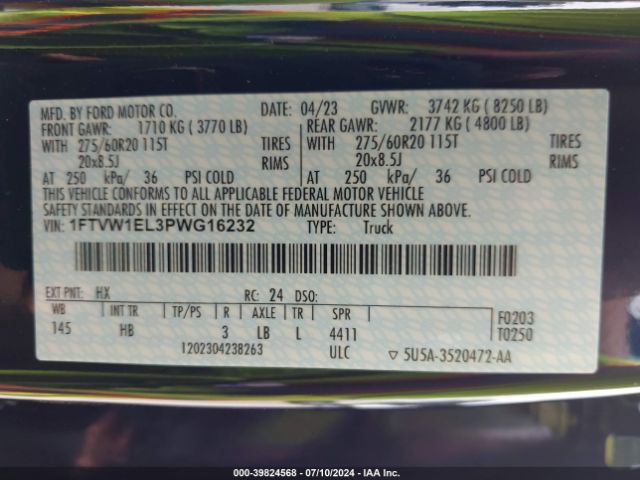 MFD. BY FORD MOTOR CO. DATE: 04/23 GVWR: 3742 KG ( 8250 LB)
FRONT GAWR: 1710 KG ( 3770 LB) REAR GAWR: 2177 KG ( 4800 LB)
WITH 275/60R20 115T TIRES WITH 275/60R20 115T TIRES
20x8.5J RIMS 20x8.5J RIMS
AT 250 kPa/ 36 PSI COLD AT 250 kPa/ 36 PSI COLD
THIS VEHICLE CONFORMS TO ALL APPLICABLE FEDERAL MOTOR VEHICLE
SAFETY STANDARDS IN EFFECT ON THE DATE OF MANUFACTURE SHOWN ABOVE.
VIN: 1FTVW1EL3PWG16232 TYPE: Truck
EXT PNT: HX RC: 24 DSO:
WB INT TR TP/PS R AXLE TR SPR F0203
145 HB 3 LB L 4411 T0250
1202304238263 ULC 5U5A-3520472-AA
000-39824568 - 07/10/2024 - IAA Inc.